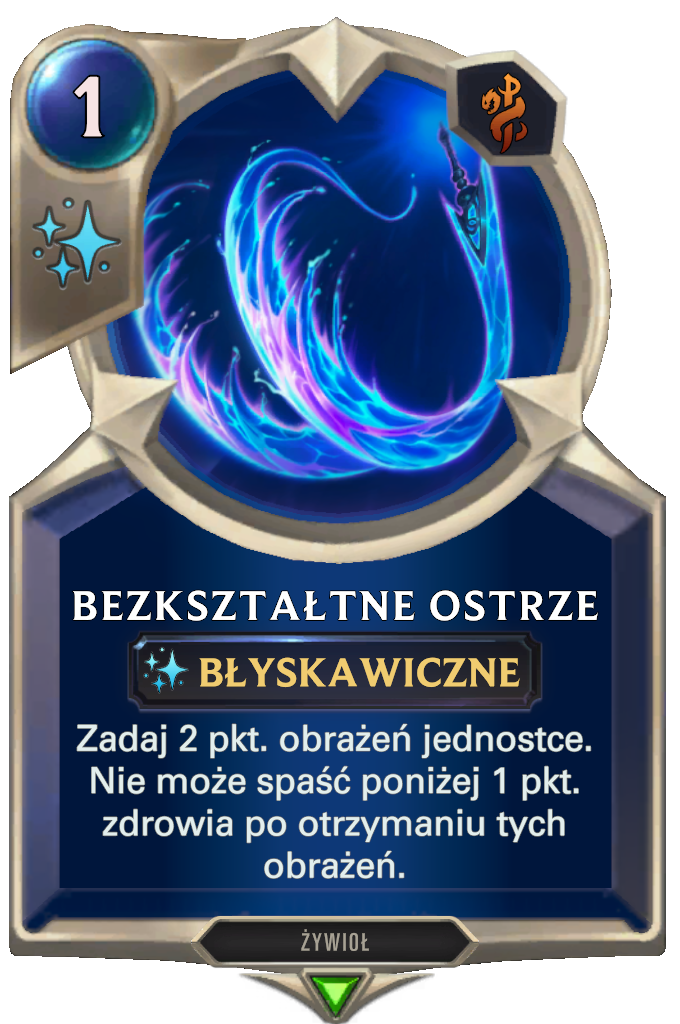 1
BEZKSZTAŁTNE OSTRZE
BŁYSKAWICZNE
Zadaj 2 pkt. obrażeń jednostce.
Nie może spaść poniżej 1 pkt.
zdrowia po otrzymaniu tych
obrażeń.
ŻYWIOŁ